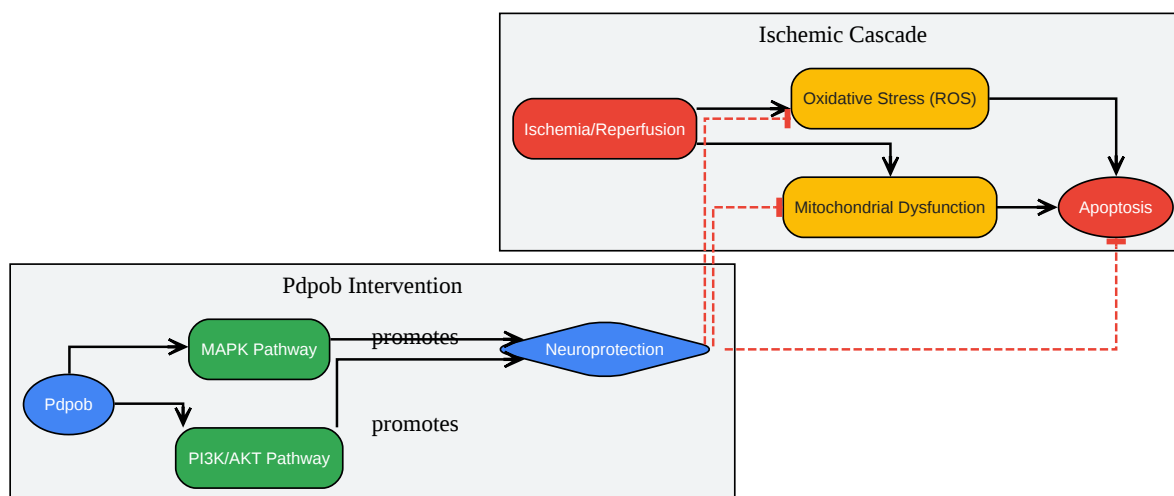 Ischemic Cascade
Oxidative Stress (ROS)
Ischemia/Reperfusion
Mitochondrial Dysfunction
Apoptosis
Pdpob Intervention
promotes
MAPK Pathway
Neuroprotection
Pdpob
promotes
PI3K/AKT Pathway